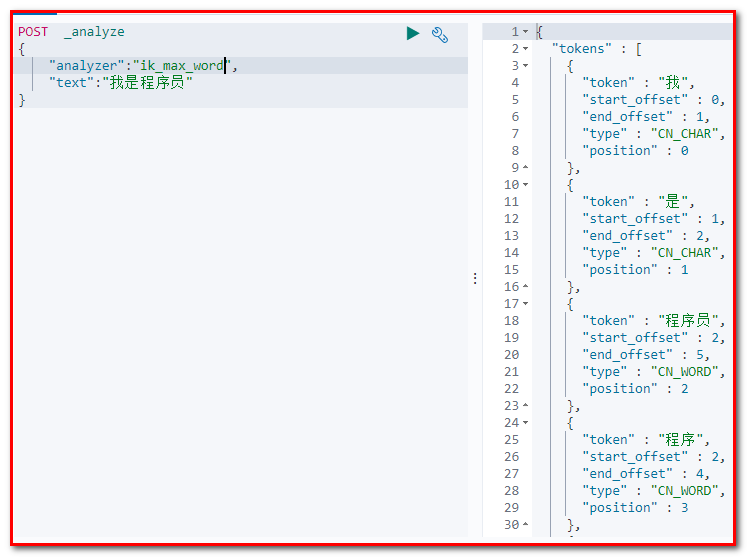 POST _analyze
{
"analyzer":"ik_max_word",
"text":"我是程序员"
}
1 {
2 "tokens" : [
3 {
4 "token" : "我",
5 "start_offset" : 0,
6 "end_offset" : 1,
7 "type" : "CN_CHAR",
8 "position" : 0
9 },
10 {
11 "token" : "是",
12 "start_offset" : 1,
13 "end_offset" : 2,
14 "type" : "CN_CHAR",
15 "position" : 1
16 },
17 {
18 "token" : "程序员",
19 "start_offset" : 2,
20 "end_offset" : 5,
21 "type" : "CN_WORD",
22 "position" : 2
23 },
24 {
25 "token" : "程序",
26 "start_offset" : 2,
27 "end_offset" : 4,
28 "type" : "CN_WORD",
29 "position" : 3
30 },